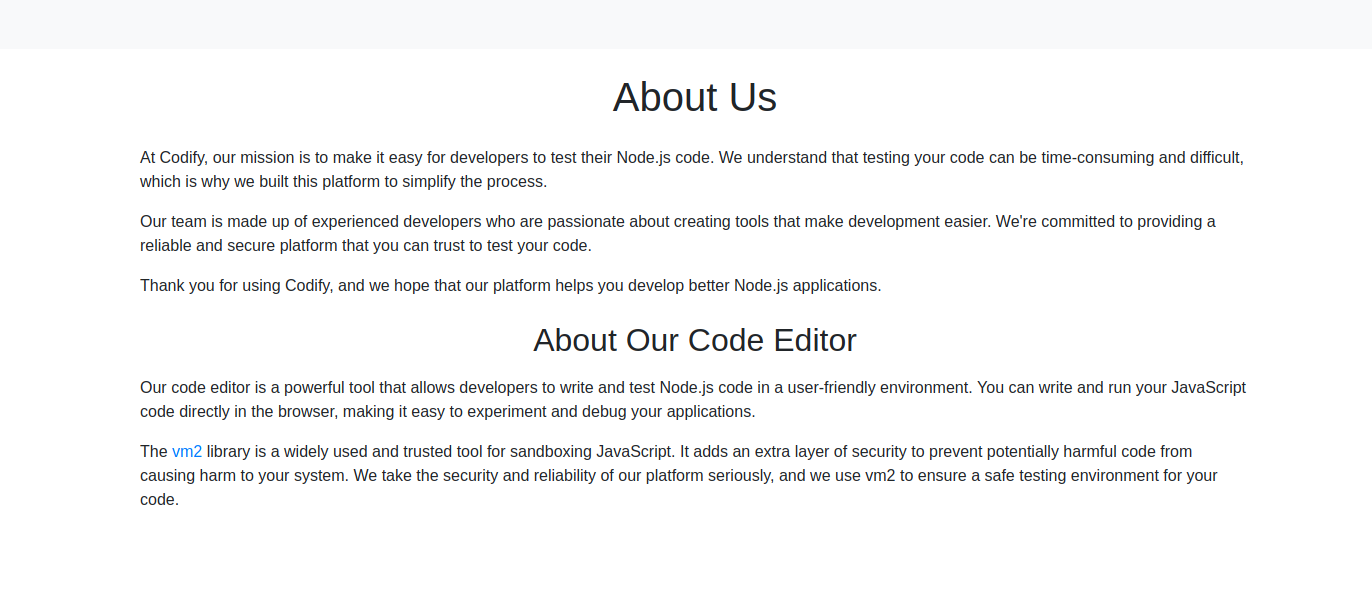 About Us
At Codify, our mission is to make it easy for developers to test their Node.js code. We understand that testing your code can be time-consuming and difficult,
which is why we built this platform to simplify the process.
Our team is made up of experienced developers who are passionate about creating tools that make development easier. We're committed to providing a
reliable and secure platform that you can trust to test your code.
Thank you for using Codify, and we hope that our platform helps you develop better Node.js applications.
About Our Code Editor
Our code editor is a powerful tool that allows developers to write and test Node.js code in a user-friendly environment. You can write and run your JavaScript
code directly in the browser, making it easy to experiment and debug your applications.
The vm2 library is a widely used and trusted tool for sandboxing JavaScript. It adds an extra layer of security to prevent potentially harmful code from
causing harm to your system. We take the security and reliability of our platform seriously, and we use vm2 to ensure a safe testing environment for your
code.